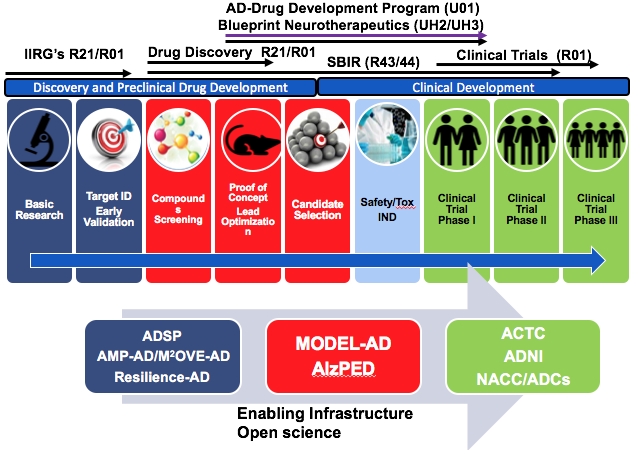 AD-Drug Development Program (U01)
Blueprint Neurotherapeutics (UH2/UH3)
IIRG's R21/R01
Drug Discovery R21/R01
SBIR (R43/44)
Clinical Trials (R01)
Discovery and Preclinical Drug Development
Clinical Development
Basic
Research
Target ID
Early
Validation
Compound
s
Screening
Proof of
Concept
Lead
Optimizatio
n
Candidate
Selection
Safety/Tox
IND
Clinical
Trial
Phase I
Clinical
Trial
Phase II
Clinical
Trial
Phase III
ADSP
AMP-AD/M²OVE-AD
Resilience-AD
MODEL-AD
AlzPED
ACTC
ADNI
NACC/ADCs
Enabling Infrastructure
Open science